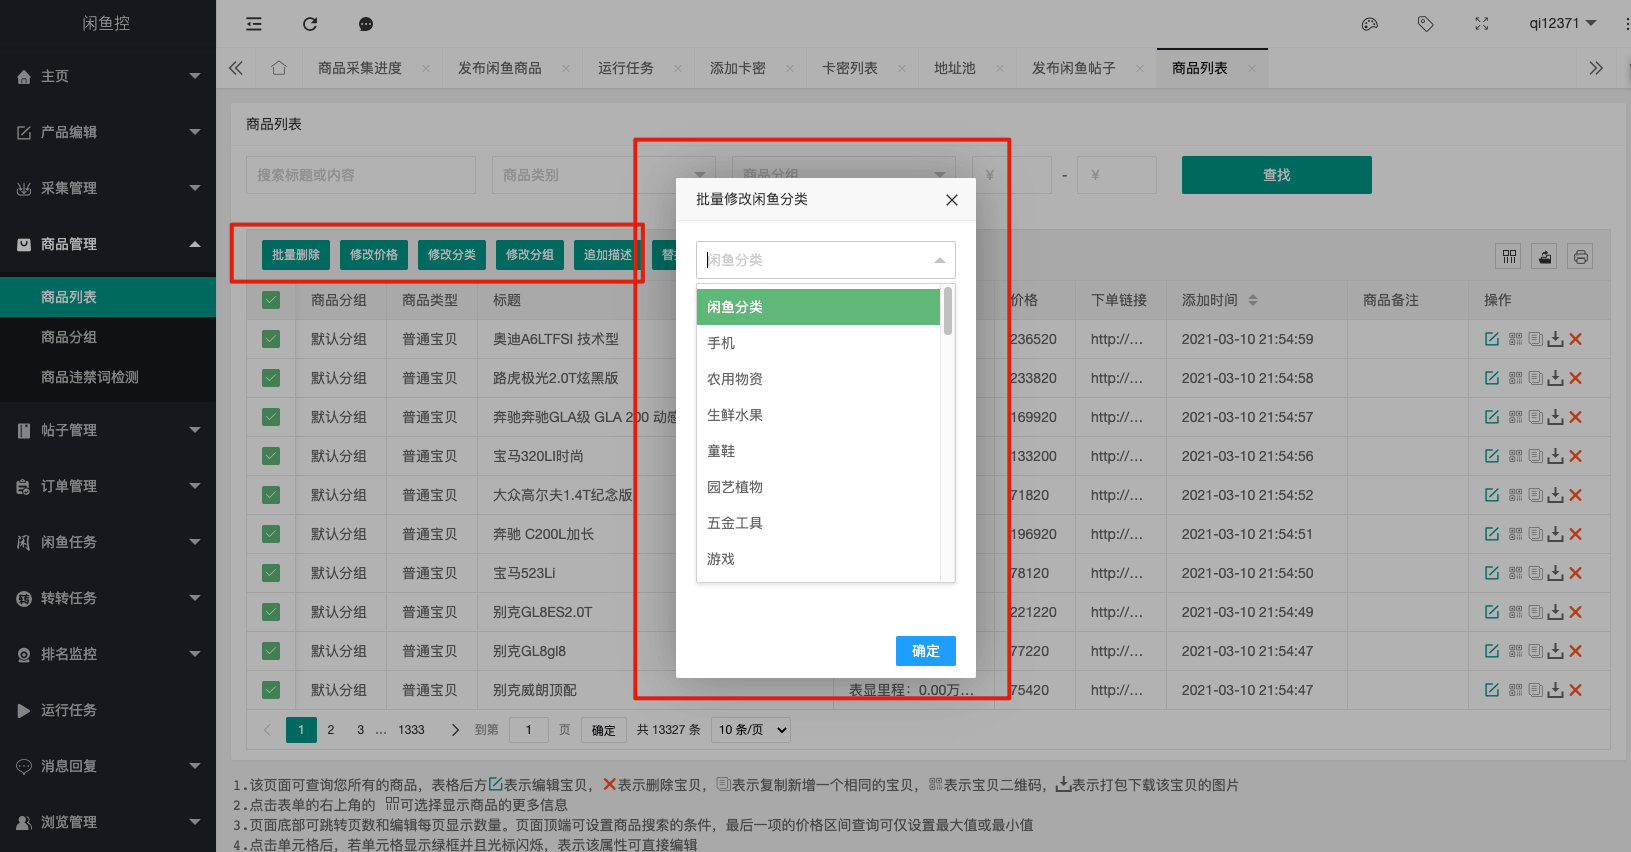 闲鱼控
qi12371
主页
产品编辑
采集管理
商品管理
商品列表
商品分组
商品违禁词检测
帖子管理
订单管理
闲鱼任务
转转任务
排名监控
运行任务
消息回复
浏览管理
商品采集进度 × 发布闲鱼商品 × 运行任务 × 添加卡密 × 卡密列表 × 地址池 × 发布闲鱼帖子 × 商品列表 ×
商品列表
搜索标题或内容 商品类别 商品分组 ¥ - ¥ 查找
批量删除 修改价格 修改分类 修改分组 追加描述
批量修改闲鱼分类
闲鱼分类
闲鱼分类
手机
农用物资
生鲜水果
童鞋
园艺植物
五金工具
游戏
确定
商品分组 商品类型 标题 价格 下单链接 添加时间 商品备注 操作
默认分组 普通宝贝 奥迪A6LTFSI 技术型 236520 http://... 2021-03-10 21:54:59
默认分组 普通宝贝 路虎极光2.0T炫黑版 233820 http://... 2021-03-10 21:54:58
默认分组 普通宝贝 奔驰奔驰GLA级 GLA 200 动感 169920 http://... 2021-03-10 21:54:57
默认分组 普通宝贝 宝马320LI时尚 133200 http://... 2021-03-10 21:54:56
默认分组 普通宝贝 大众高尔夫1.4T纪念版 71820 http://... 2021-03-10 21:54:52
默认分组 普通宝贝 奔驰 C200L加长 196920 http://... 2021-03-10 21:54:51
默认分组 普通宝贝 宝马523Li 78120 http://... 2021-03-10 21:54:50
默认分组 普通宝贝 别克GL8ES2.0T 221220 http://... 2021-03-10 21:54:49
默认分组 普通宝贝 别克GL8gl8 77220 http://... 2021-03-10 21:54:47
默认分组 普通宝贝 别克威朗顶配 表显里程：0.00万... 75420 http://... 2021-03-10 21:54:47
1 2 3 ... 1333 到第 1 页 确定 共 13327 条 10 条/页
1.该页面可查询您所有的商品，表格后方表示编辑宝贝，表示删除宝贝，表示复制新增一个相同的宝贝，表示宝贝二维码，表示打包下载该宝贝的图片
2.点击表单的右上角的 可选择显示商品的更多信息
3.页面底部可跳转页数和编辑每页显示数量。页面顶端可设置商品搜索的条件，最后一项的价格区间查询可仅设置最大值或最小值
4.点击单元格后，若单元格显示绿框并且光标闪烁，表示该属性可直接编辑